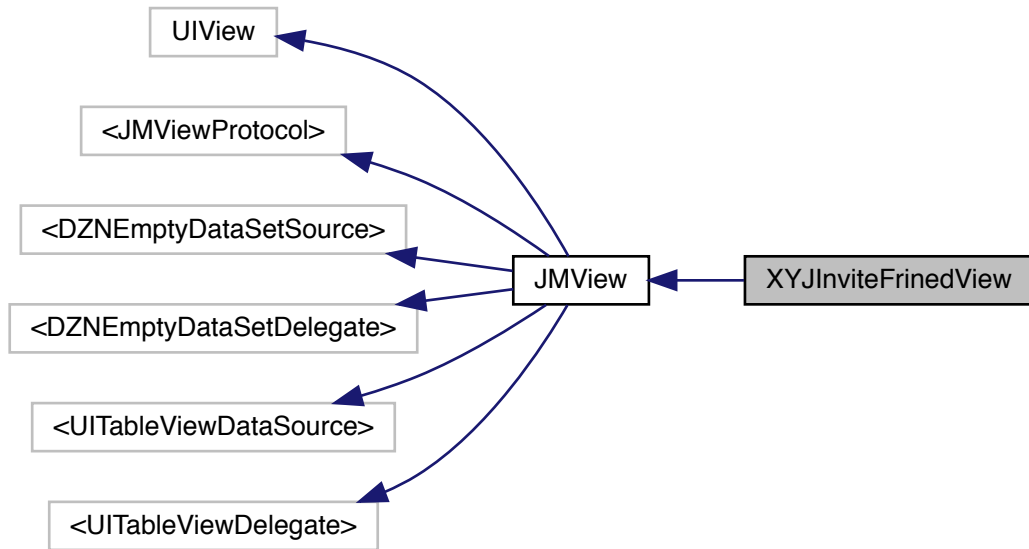 UIView
<JMViewProtocol>
<DZNEmptyDataSetSource>
JMView
XYJInviteFrinedView
<DZNEmptyDataSetDelegate>
<UITableViewDataSource>
<UITableViewDelegate>